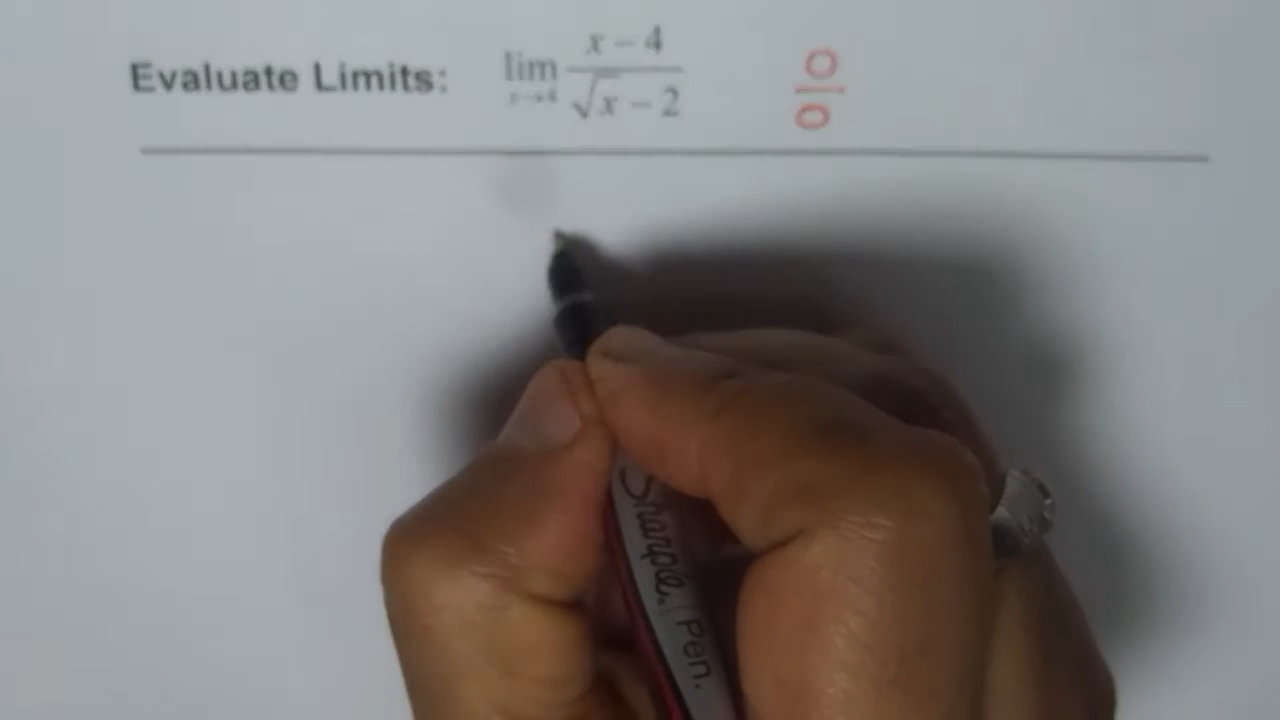 Evaluate Limits: lim x→4 x − 4 / √x − 2 0/0
Sharpie. | Pen.